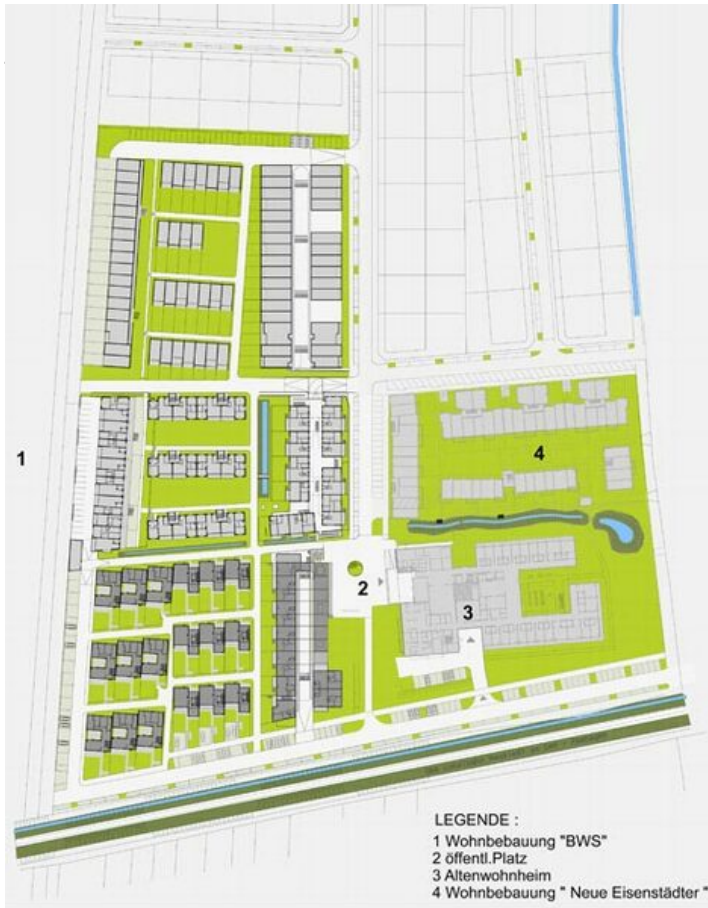 4
1
2
3
LEGENDE :
1 Wohnbebauung "BWS"
2 öffentl.Platz
3 Altenwohnheim
4 Wohnbebauung " Neue Eisenstädter "